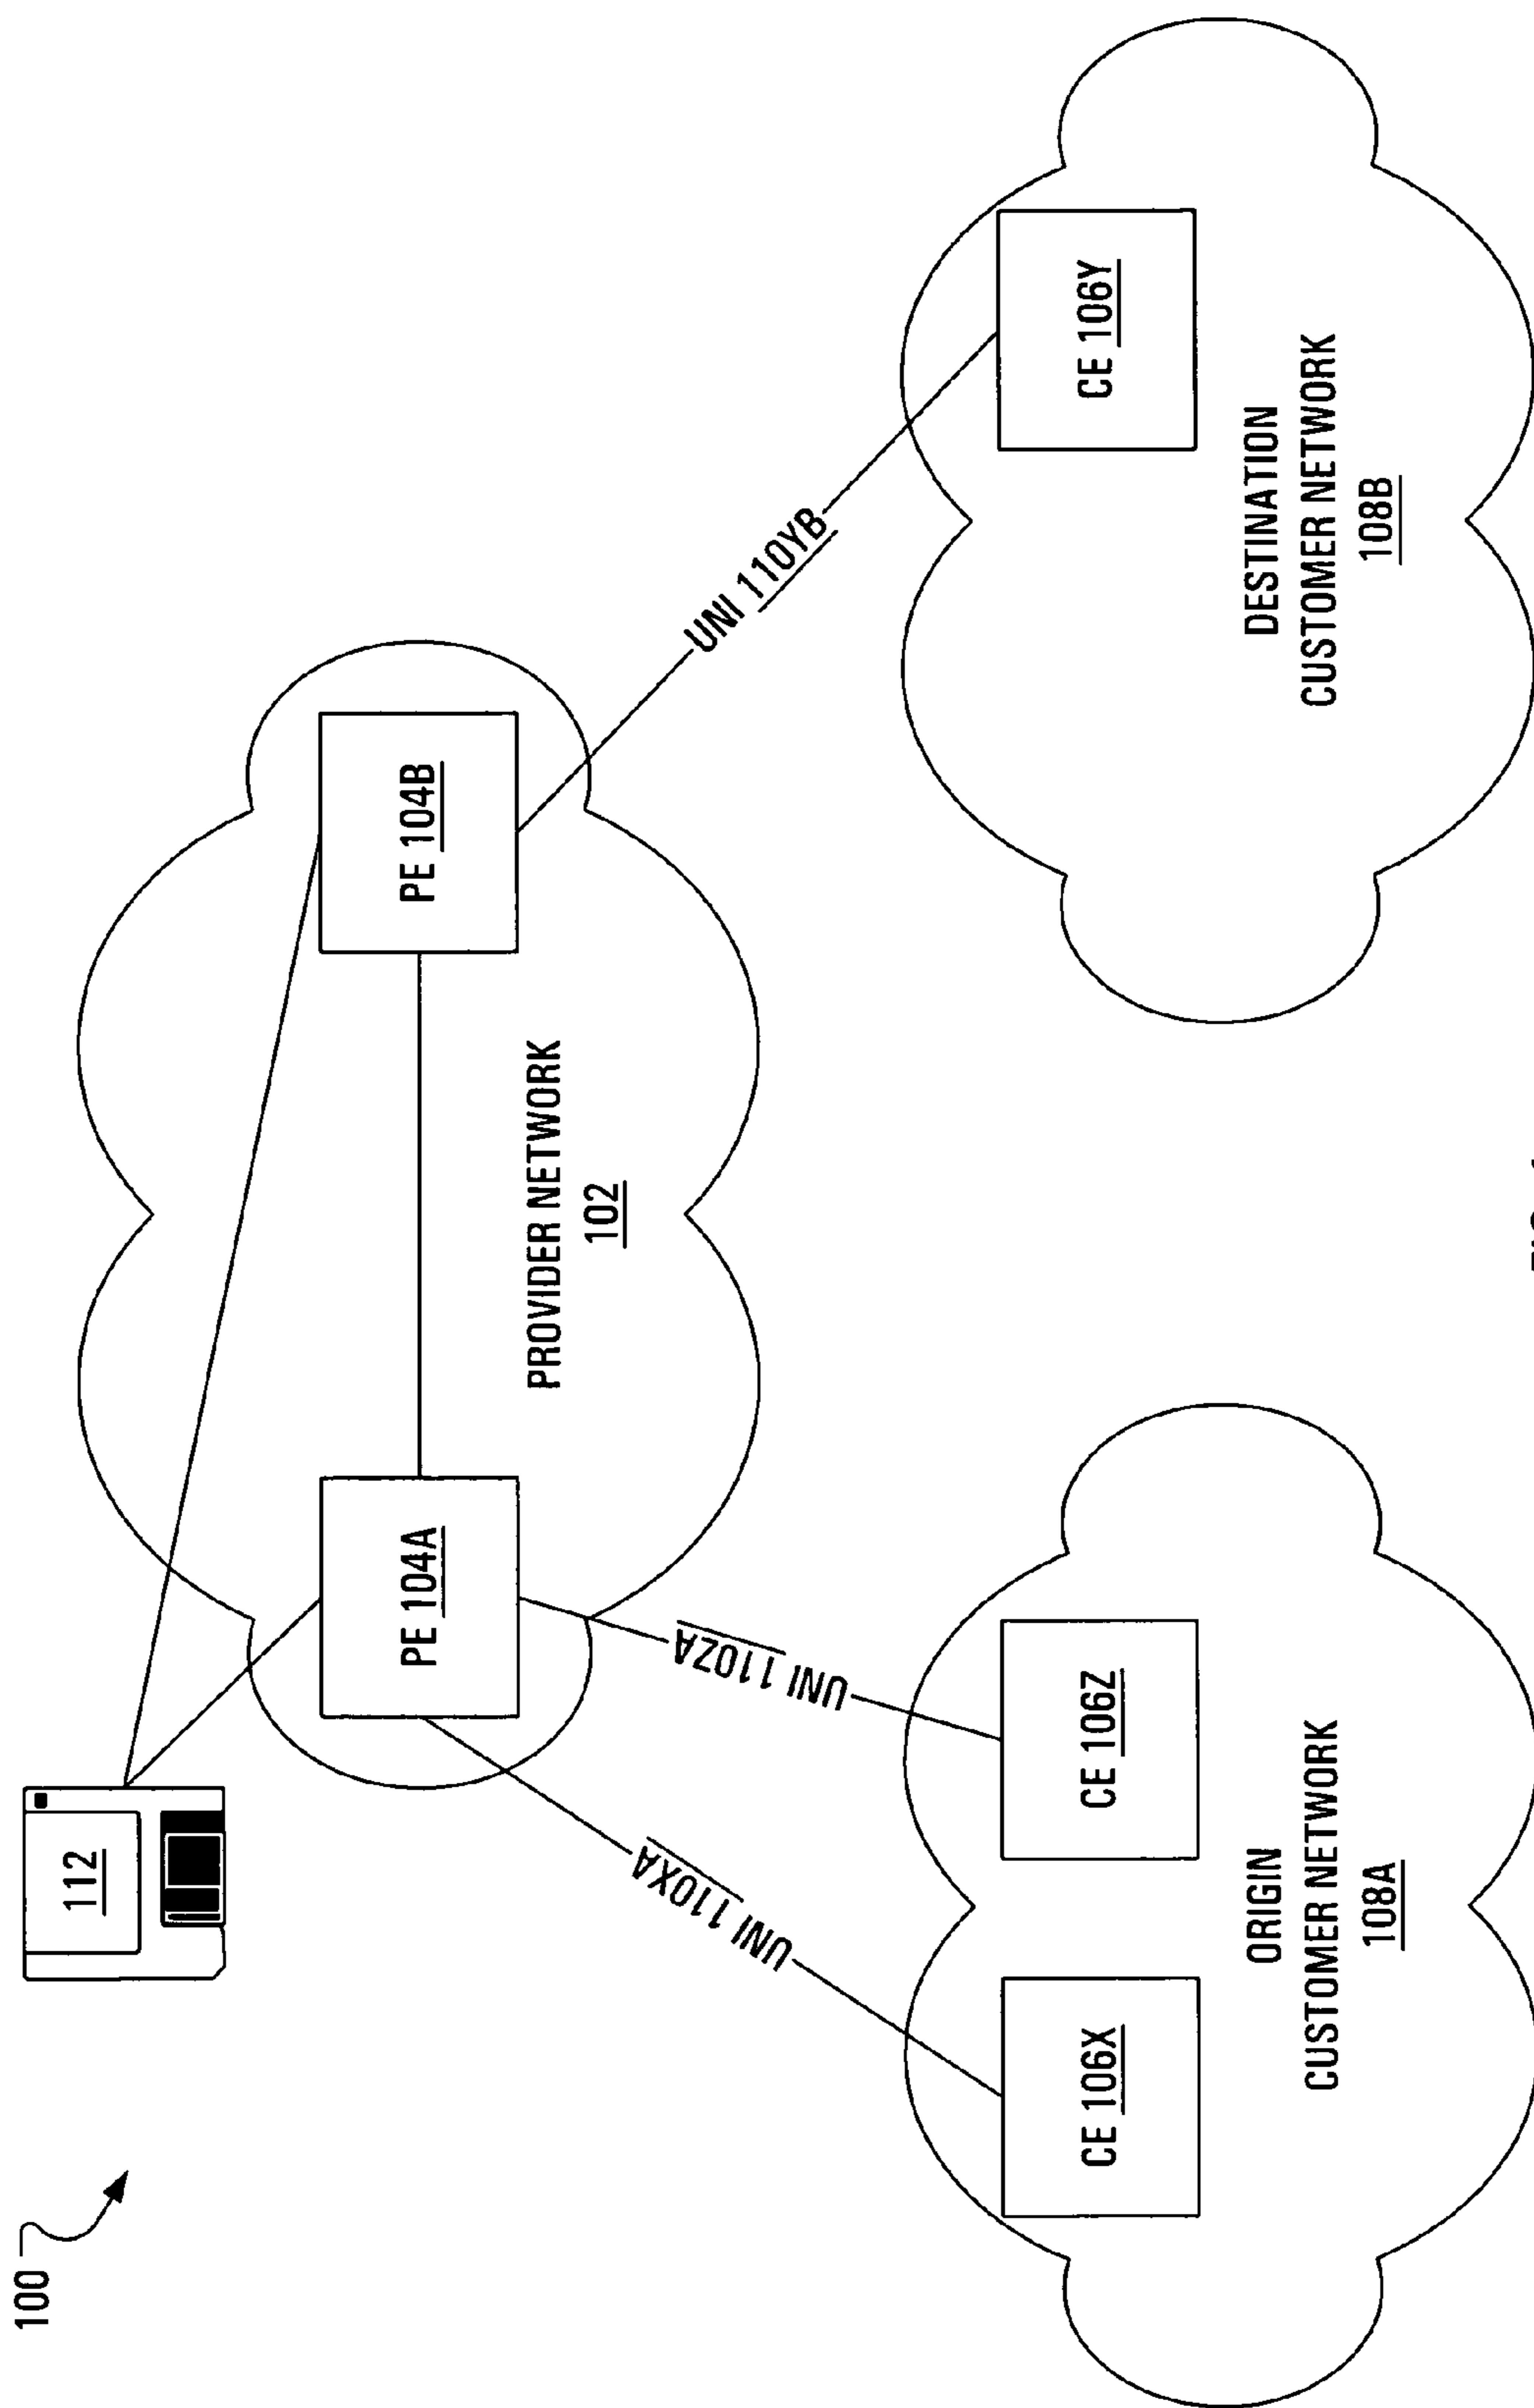 100
112
PE 104A
PE 104B
PROVIDER NETWORK
102
UNI 110XA
UNI 110ZA
UNI 110YB
CE 106X
CE 106Z
ORIGIN
CUSTOMER NETWORK
108A
CE 106Y
DESTINATION
CUSTOMER NETWORK
108B